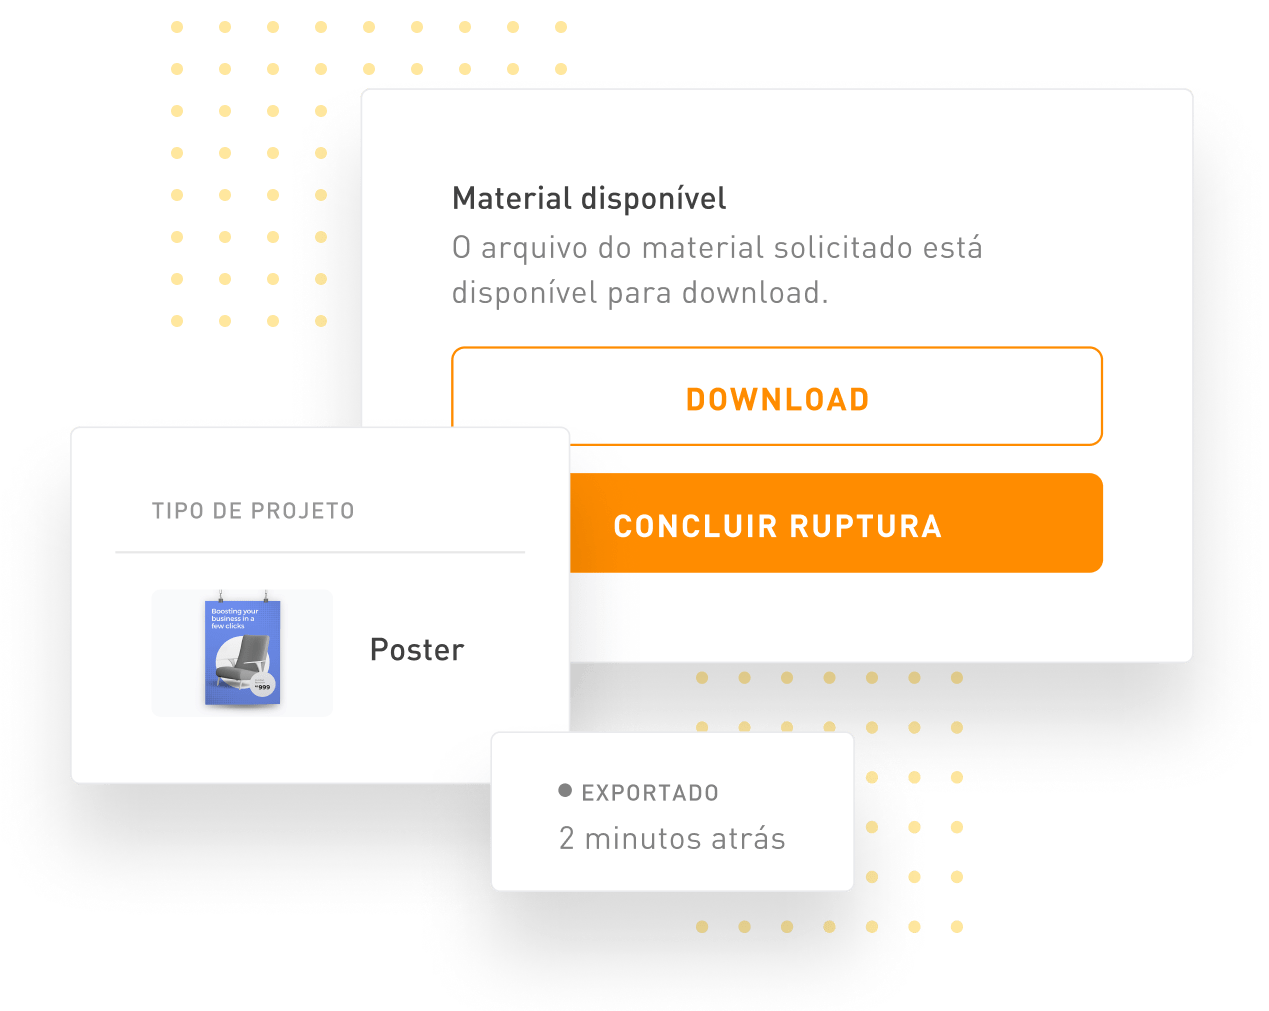 Material disponível
O arquivo do material solicitado está
disponível para download.
DOWNLOAD
CONCLUIR RUPTURA
TIPO DE PROJETO
Boosting your
business in a
few clicks
999
Poster
EXPORTADO
2 minutos atrás